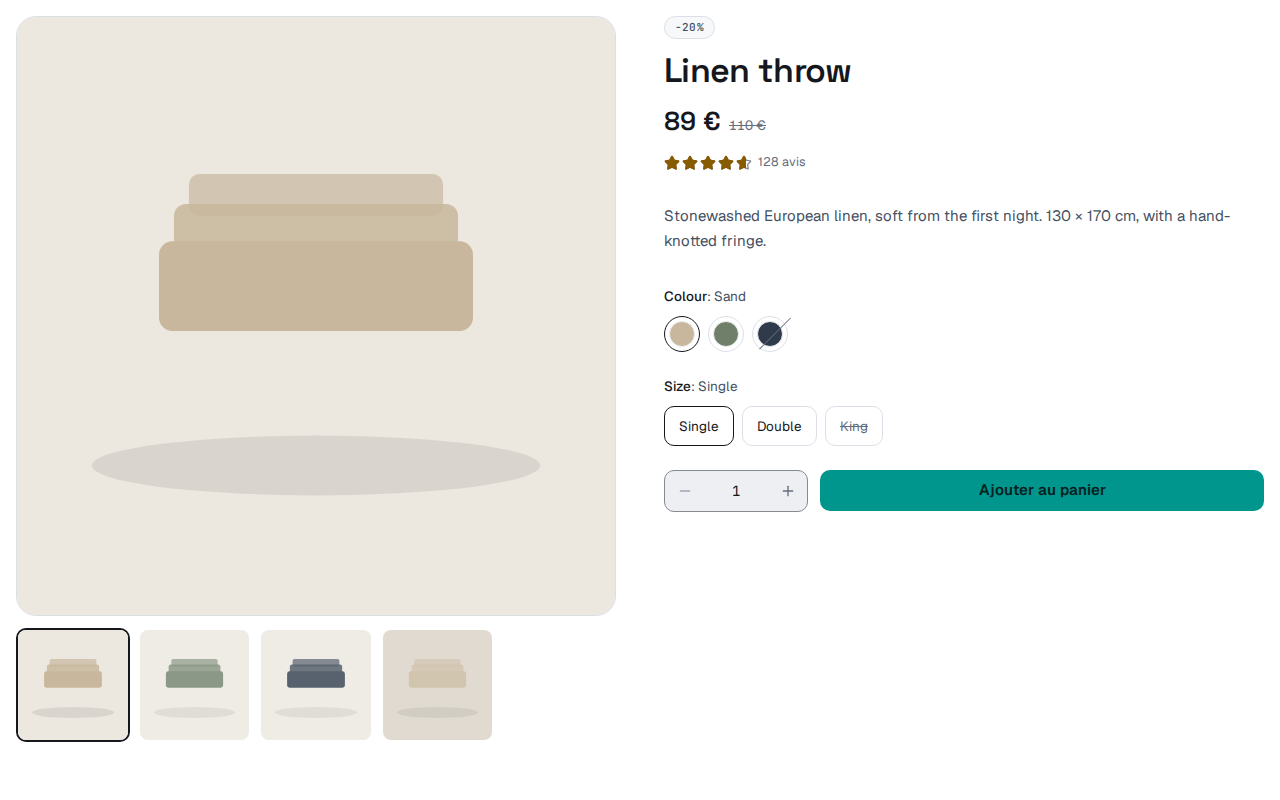 -20%
Linen throw
89 € 110 €
128 avis
Stonewashed European linen, soft from the first night. 130 × 170 cm, with a hand-
knotted fringe.
Colour: Sand
Size: Single
Single Double King
1 Ajouter au panier